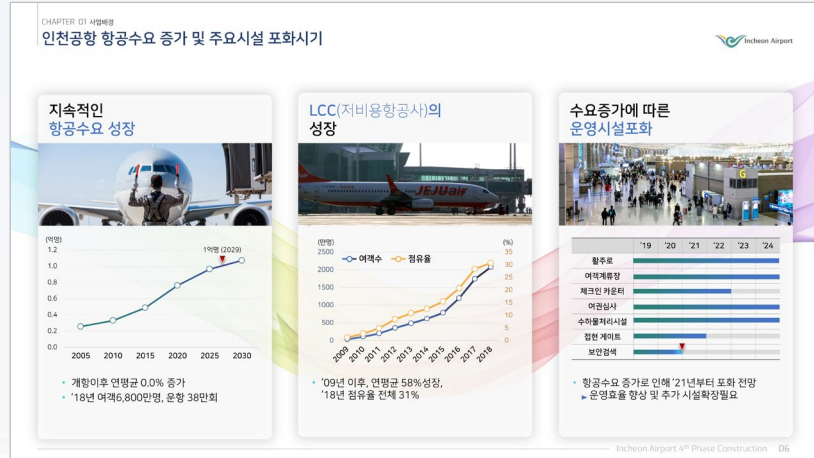 CHAPTER 01 사업배경
인천공항 항공수요 증가 및 주요시설 포화시기
Incheon Airport
지속적인
항공수요 성장
(억명)
1.2
1.0
0.8
0.6
0.4
0.2
0.0
1억명 (2029)
2005 2010 2015 2020 2025 2030
• 개항이후 연평균 0.0% 증가
• '18년 여객6,800만명, 운항 38만회
LCC(저비용항공사)의
성장
JEJUair
(만명) (%)
여객수 점유율
2500
2000
1500
1000
500
0
35
30
25
20
15
10
5
0
2009 2010 2011 2012 2013 2014 2015 2016 2017 2018
• '09년 이후, 연평균 58%성장,
'18년 점유율 전체 31%
수요증가에 따른
운영시설포화
G
'19 '20 '21 '22 '23 '24
활주로
여객계류장
체크인 카운터
여권심사
수하물처리시설
접현 게이트
보안검색
• 항공수요 증가로 인해 '21년부터 포화 전망
► 운영효율 향상 및 추가 시설확장필요
Incheon Airport 4th Phase Construction 06